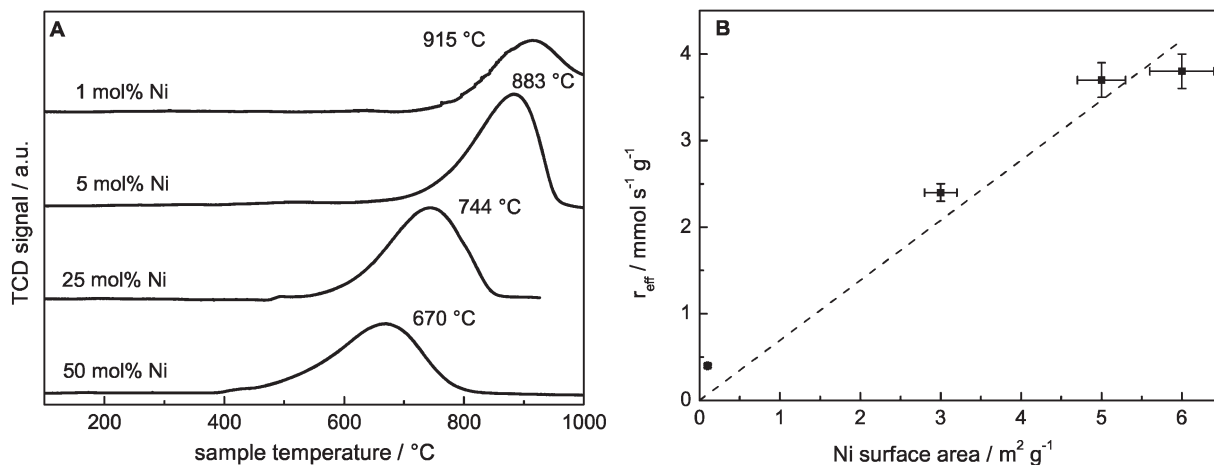 A
915 °C
883 °C
1 mol% Ni
5 mol% Ni
744 °C
25 mol% Ni
670 °C
50 mol% Ni
TCD signal / a.u.
200 400 600 800 1000
sample temperature / °C
B
4
3
2
1
0
r_eff / mmol s⁻¹ g⁻¹
0 1 2 3 4 5 6
Ni surface area / m² g⁻¹